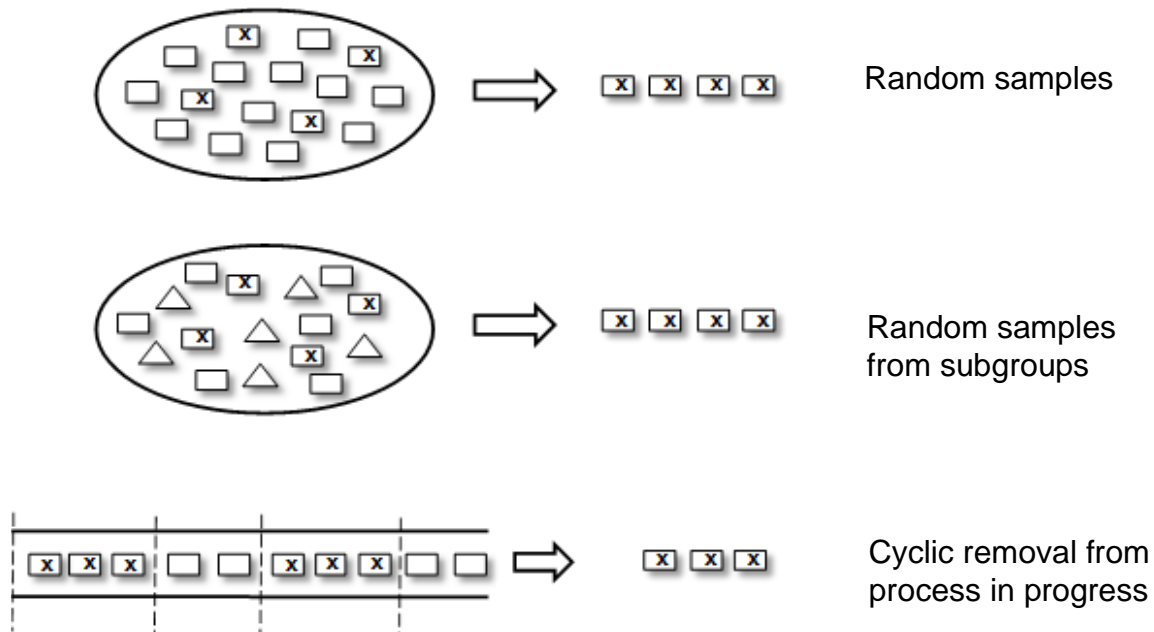 x
x
x
x
x x x x
Random samples
x
x
x
x
x x x x
Random samples
from subgroups
x x x x x x
x x x
Cyclic removal from
process in progress